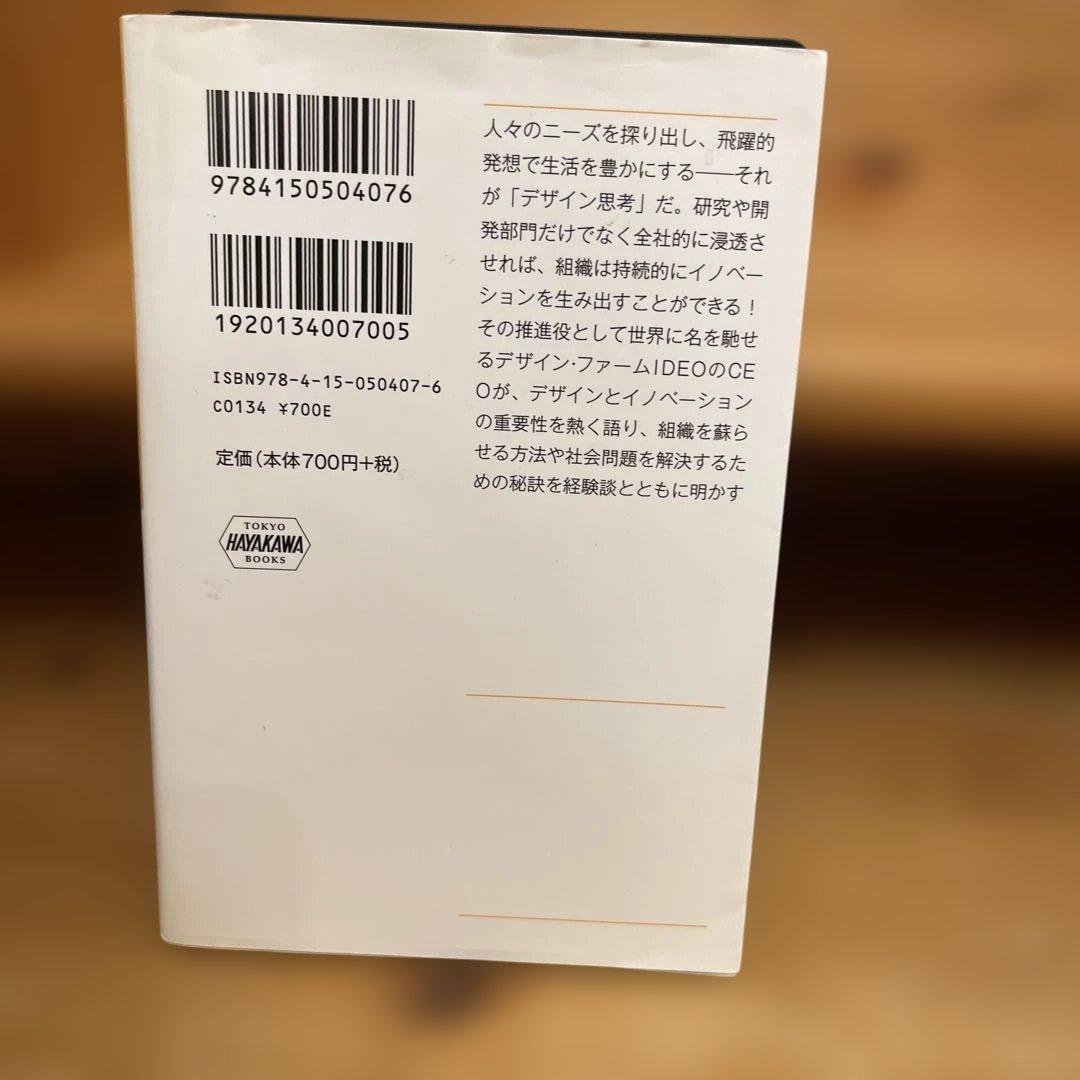 9784150504076
1920134007005
ISBN978-4-15-050407-6
C0134 ¥700E
定価(本体700円+税)
TOKYO
HAYAKAWA
BOOKS
人々のニーズを探り出し、飛躍的
発想で生活を豊かにする――それ
が「デザイン思考」だ。研究や開
発部門だけでなく全社的に浸透さ
せれば、組織は持続的にイノベー
ションを生み出すことができる!
その推進役として世界に名を馳せ
るデザイン・ファームIDEOのCE
Oが、デザインとイノベーション
の重要性を熱く語り、組織を蘇ら
せる方法や社会問題を解決するた
めの秘訣を経験談とともに明かす